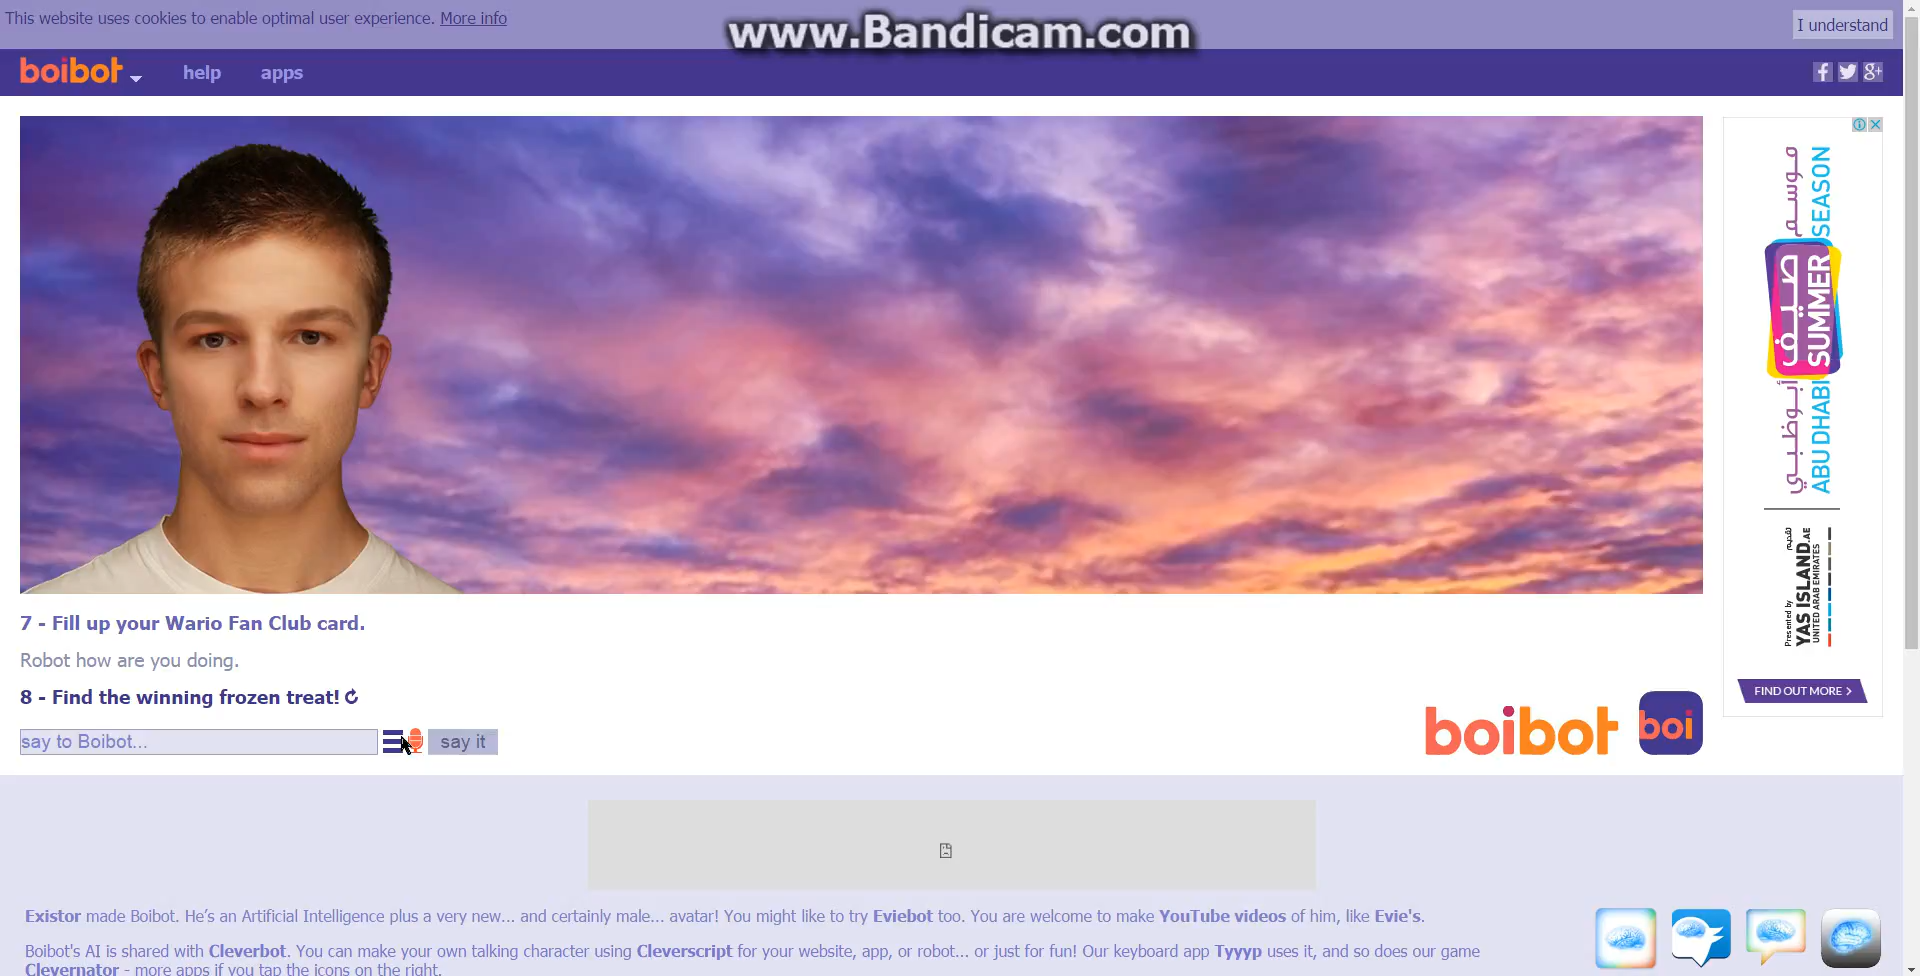 This website uses cookies to enable optimal user experience. More info
www.Bandicam.com
I understand
boibot
help
apps
موسم صيف أبوظبي
ABU DHABI SUMMER SEASON
تقديم
Presented by
YAS ISLAND.AE
UNITED ARAB EMIRATES
FIND OUT MORE >
7 - Fill up your Wario Fan Club card.
Robot how are you doing.
8 - Find the winning frozen treat!
say to Boibot...
say it
boibot
boi
Existor made Boibot. He's an Artificial Intelligence plus a very new... and certainly male... avatar! You might like to try Eviebot too. You are welcome to make YouTube videos of him, like Evie's.
Boibot's AI is shared with Cleverbot. You can make your own talking character using Cleverscript for your website, app, or robot... or just for fun! Our keyboard app Tyyyp uses it, and so does our game
Clevernator - more apps if you tap the icons on the right.